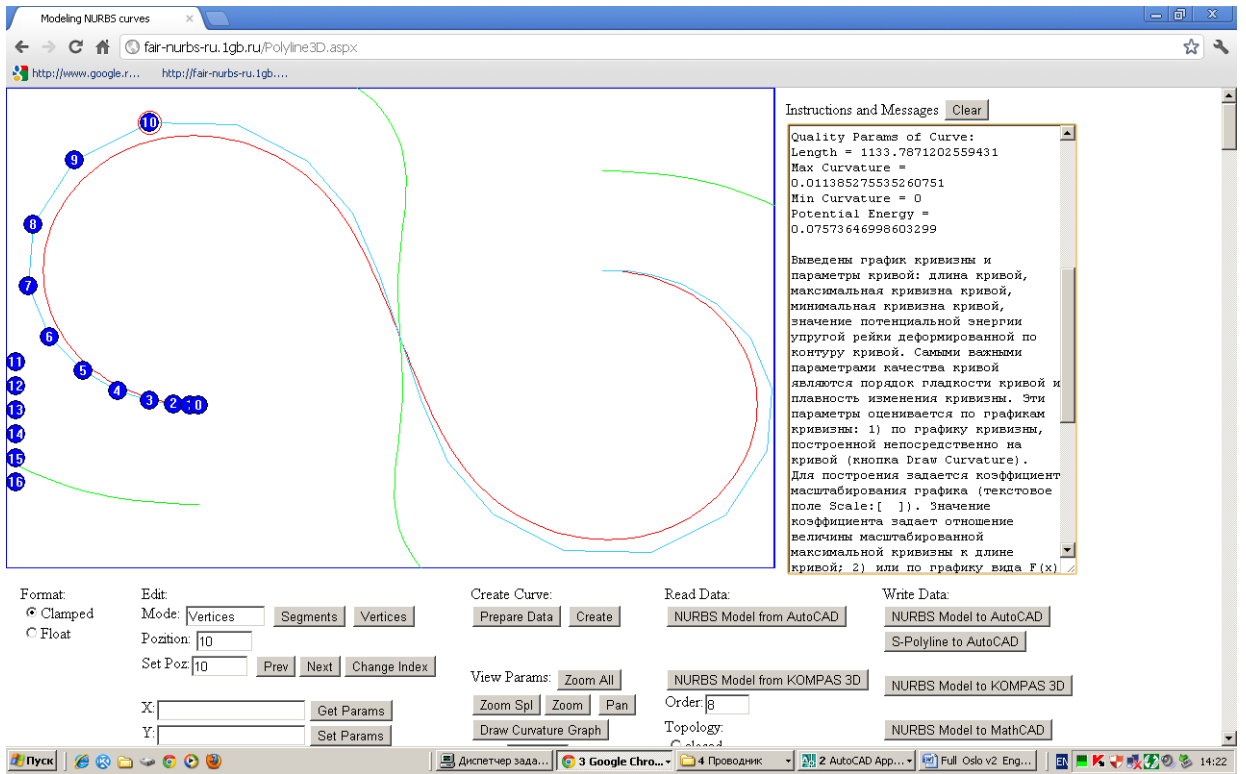 Modeling NURBS curves
fair-nurbs-ru.1gb.ru/Polyline3D.aspx
http://www.google.r... http://fair-nurbs-ru.1gb....
Instructions and Messages Clear
Quality Params of Curve:
Length = 1133.7871202559431
Max Curvature =
0.011385275535260751
Min Curvature = 0
Potential Energy =
0.07573646998603299
Выведены график кривизны и
параметры кривой: длина кривой,
максимальная кривизна кривой,
минимальная кривизна кривой,
значение потенциальной энергии
упругой рейки деформированной по
контуру кривой. Самыми важными
параметрами качества кривой
являются порядок гладкости кривой и
плавность изменения кривизны. Эти
параметры оценивается по графикам
кривизны: 1) по графику кривизны,
построенной непосредственно на
кривой (кнопка Draw Curvature).
Для построения задается коэффициент
масштабирования графика (текстовое
поле Scale:[  ]). Значение
коэффициента задает отношение
величины масштабированной
максимальной кривизны к длине
кривой; 2) или по графику вида F(x)
10
9
8
7
6
5
4
3
2
0
11
12
13
14
15
16
Format: Edit: Create Curve: Read Data: Write Data:
Clamped Mode: Vertices Segments Vertices Prepare Data Create NURBS Model from AutoCAD NURBS Model to AutoCAD
Float Pozition: 10 S-Polyline to AutoCAD
Set Poz: 10 Prev Next Change Index View Params: Zoom All NURBS Model from KOMPAS 3D NURBS Model to KOMPAS 3D
X: Get Params Zoom Spl Zoom Pan Order: 8
Y: Set Params Draw Curvature Graph Topology: NURBS Model to MathCAD
closed
Пуск Диспетчер зада... 3 Google Chro... 4 Проводник 2 AutoCAD App... Full Oslo v2 Eng... EN 14:22